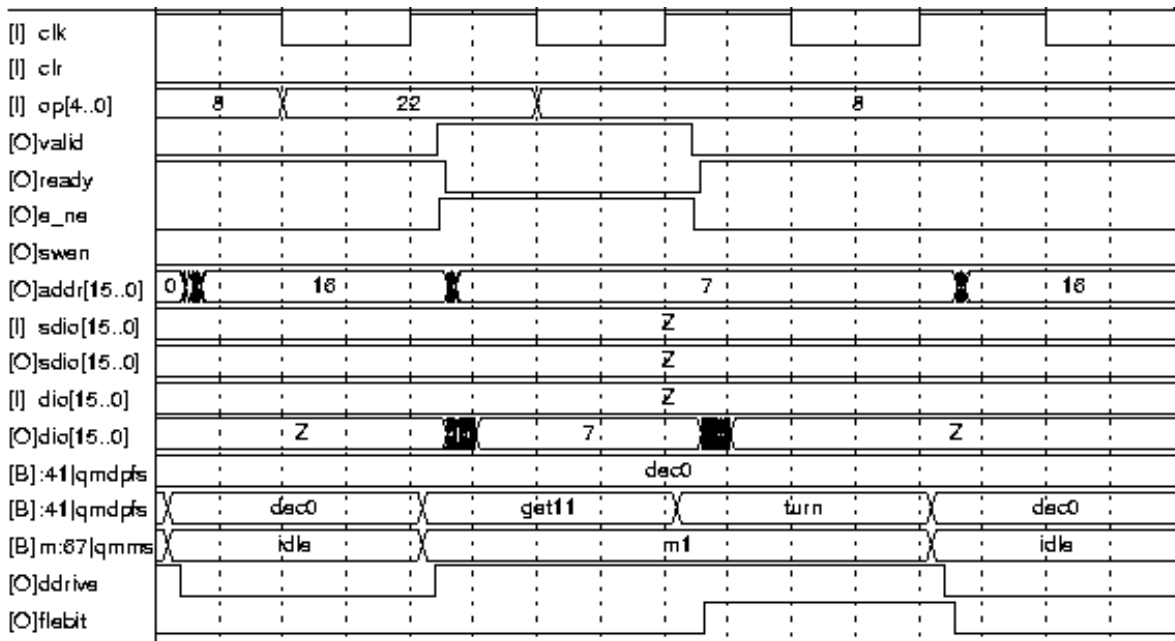 [I] clk
[I] clr
[I] op[4..0] 8 22 8
[O]valid
[O]ready
[O]e_ne
[O]swen
[O]addr[15..0] 0 16 7 16
[I] sdio[15..0] Z
[O]sdio[15..0] Z
[I] dio[15..0] Z
[O]dio[15..0] Z 7 Z
[B]:41|qmdpfs dec0
[B]:41|qmdpfs dec0 get11 turn dec0
[B]m:67|qmms idle m1 idle
[O]ddrive
[O]flebit